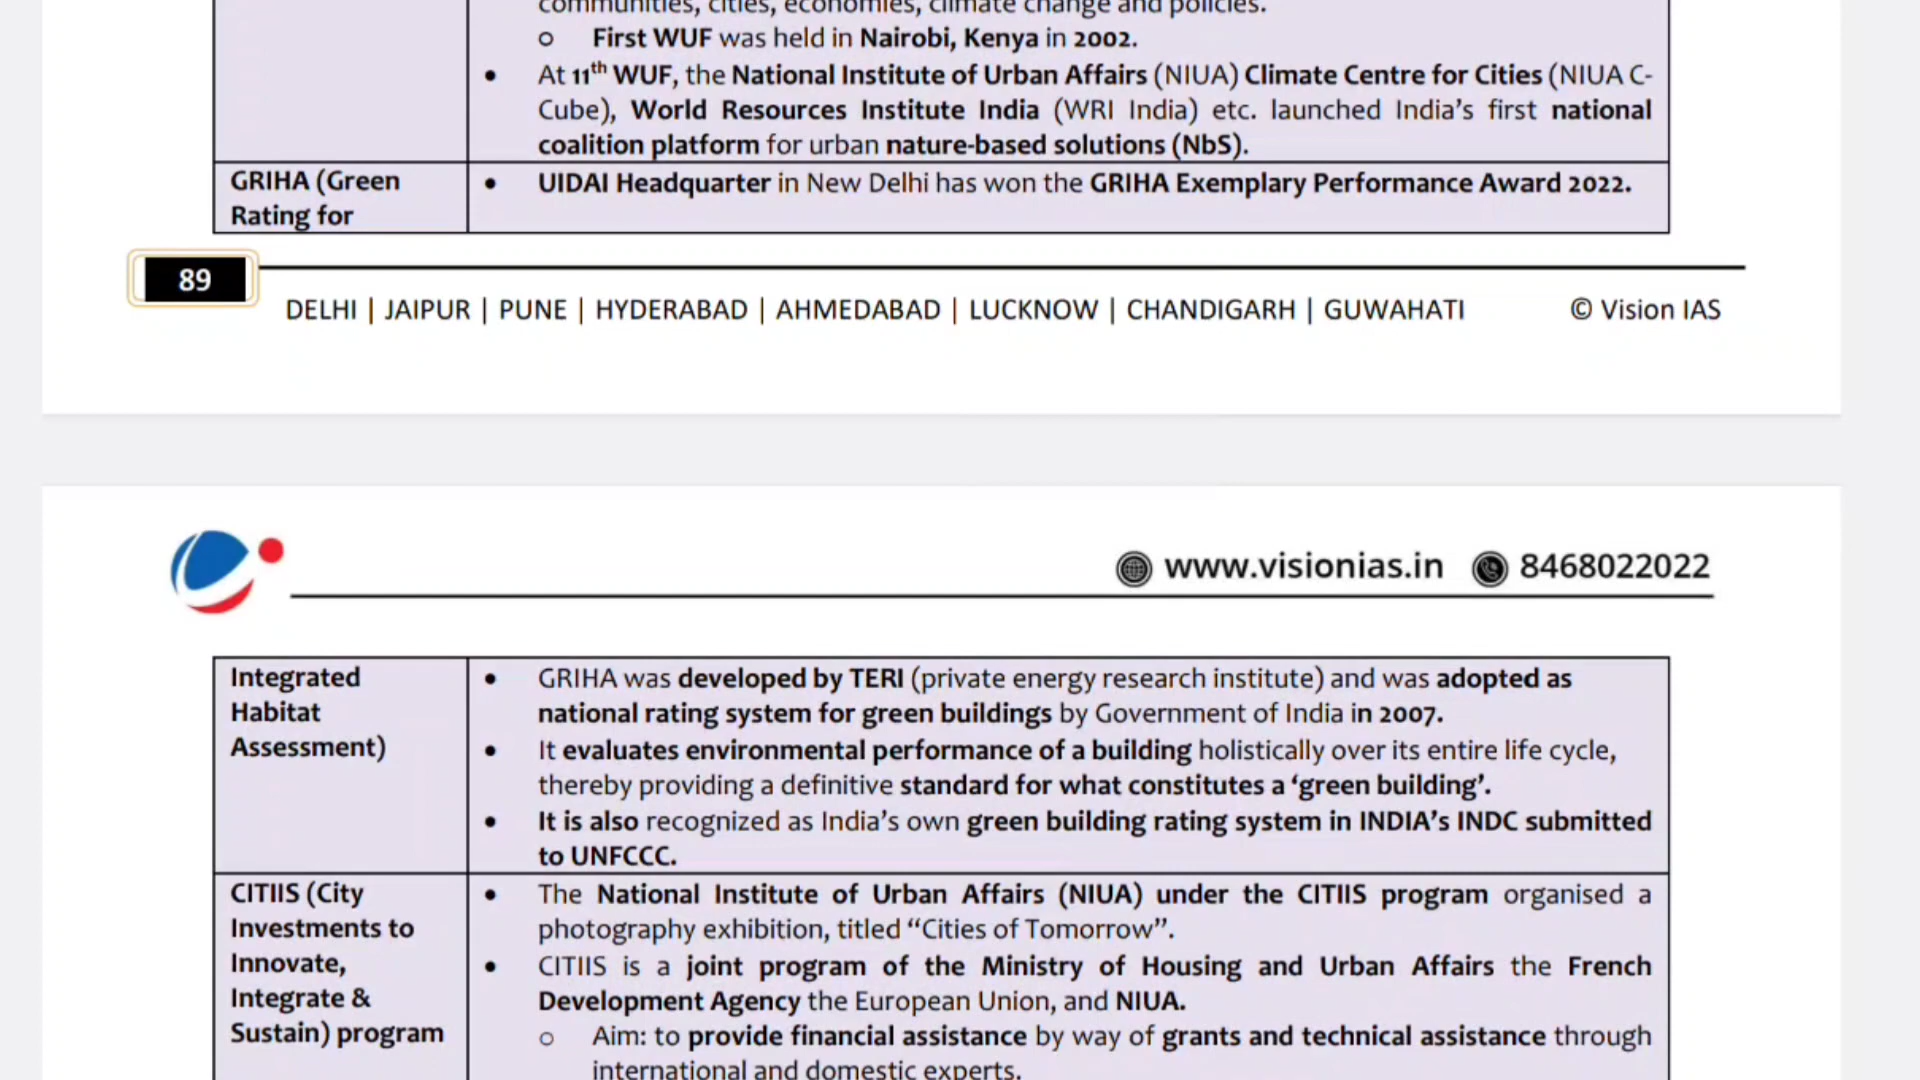 communities, cities, economies, climate change and policies.
o First WUF was held in Nairobi, Kenya in 2002.
• At 11th WUF, the National Institute of Urban Affairs (NIUA) Climate Centre for Cities (NIUA C-
Cube), World Resources Institute India (WRI India) etc. launched India's first national
coalition platform for urban nature-based solutions (NbS).
GRIHA (Green
Rating for
• UIDAI Headquarter in New Delhi has won the GRIHA Exemplary Performance Award 2022.
89
DELHI | JAIPUR | PUNE | HYDERABAD | AHMEDABAD | LUCKNOW | CHANDIGARH | GUWAHATI © Vision IAS
www.visionias.in 8468022022
Integrated
Habitat
Assessment)
• GRIHA was developed by TERI (private energy research institute) and was adopted as
national rating system for green buildings by Government of India in 2007.
• It evaluates environmental performance of a building holistically over its entire life cycle,
thereby providing a definitive standard for what constitutes a ‘green building’.
• It is also recognized as India's own green building rating system in INDIA's INDC submitted
to UNFCCC.
CITIIS (City
Investments to
Innovate,
Integrate &
Sustain) program
• The National Institute of Urban Affairs (NIUA) under the CITIIS program organised a
photography exhibition, titled “Cities of Tomorrow”.
• CITIIS is a joint program of the Ministry of Housing and Urban Affairs the French
Development Agency the European Union, and NIUA.
o Aim: to provide financial assistance by way of grants and technical assistance through
international and domestic experts.